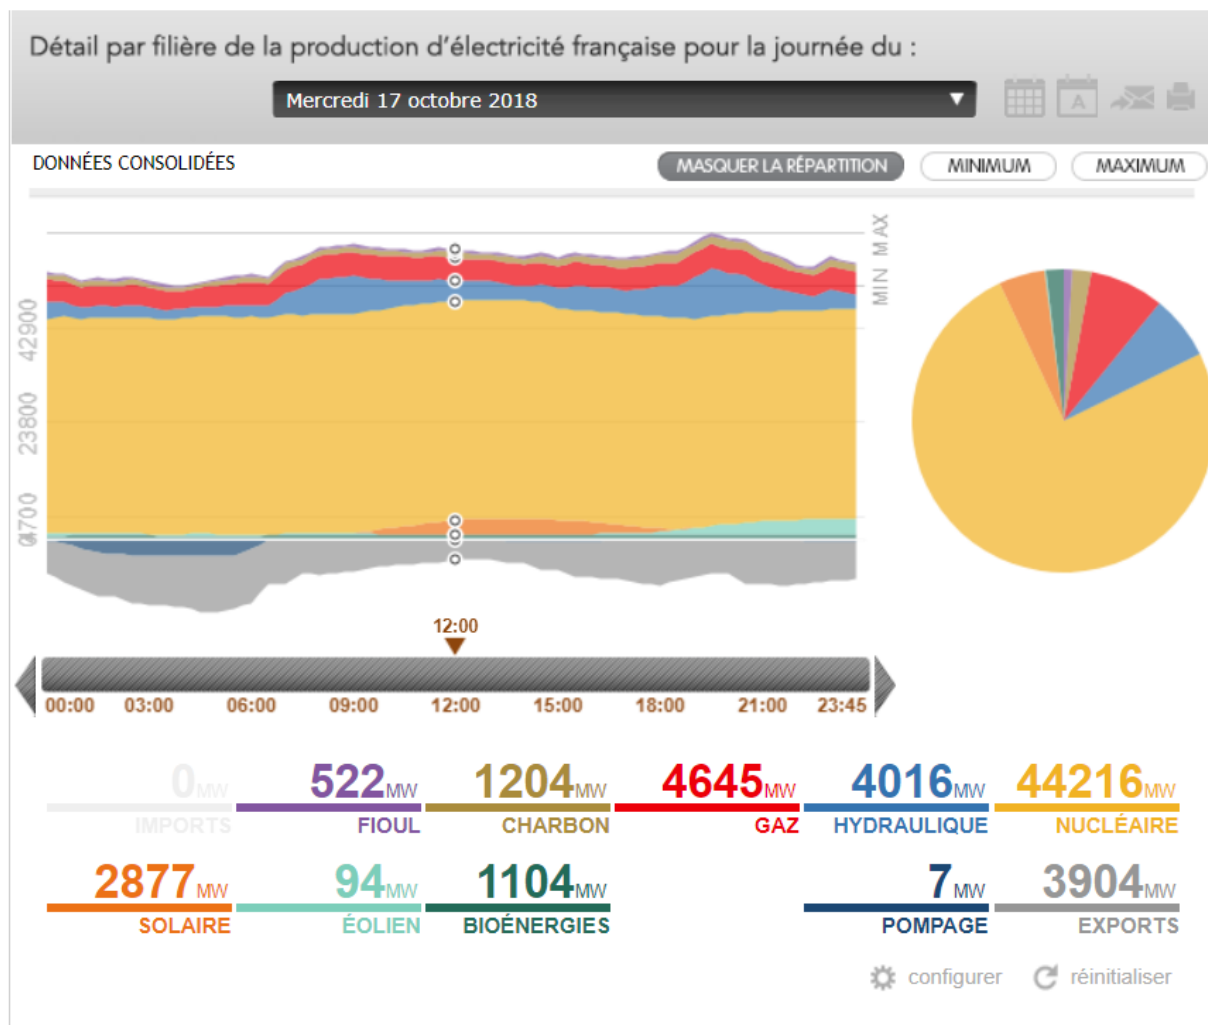 Détail par filière de la production d'électricité française pour la journée du :
Mercredi 17 octobre 2018
A
DONNÉES CONSOLIDÉES
MASQUER LA RÉPARTITION
MINIMUM
MAXIMUM
MAX
MIN
42900
23800
4700
12:00
00:00 03:00 06:00 09:00 12:00 15:00 18:00 21:00 23:45
0MW 522MW 1204MW 4645MW 4016MW 44216MW
IMPORTS FIOUL CHARBON GAZ HYDRAULIQUE NUCLÉAIRE
2877MW 94MW 1104MW 7MW 3904MW
SOLAIRE ÉOLIEN BIOÉNERGIES POMPAGE EXPORTS
configurer réinitialiser